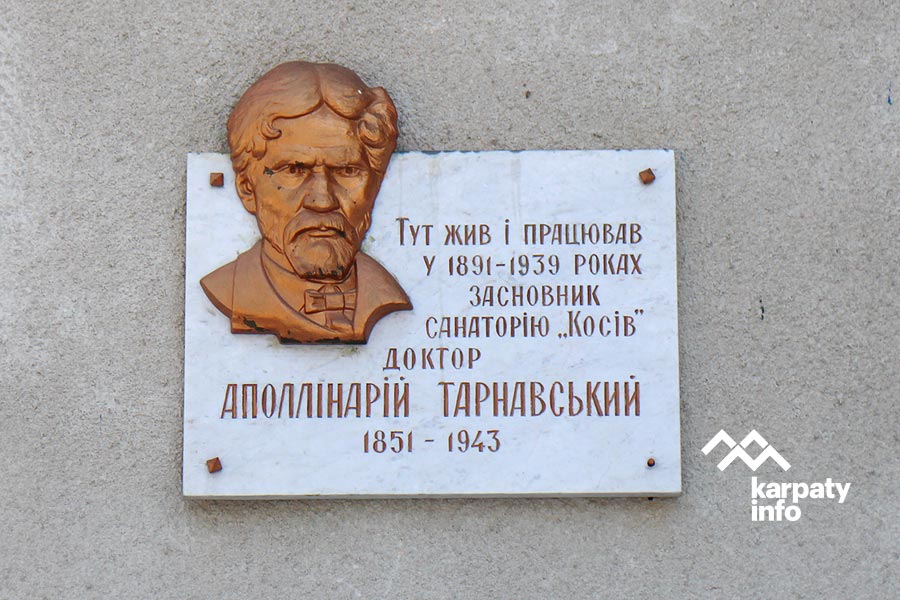 Тут жив і працював
у 1891-1939 роках
засновник
санаторію „Косів”
доктор
Аполлінарій Тарнавський
1851 - 1943
karpaty
info